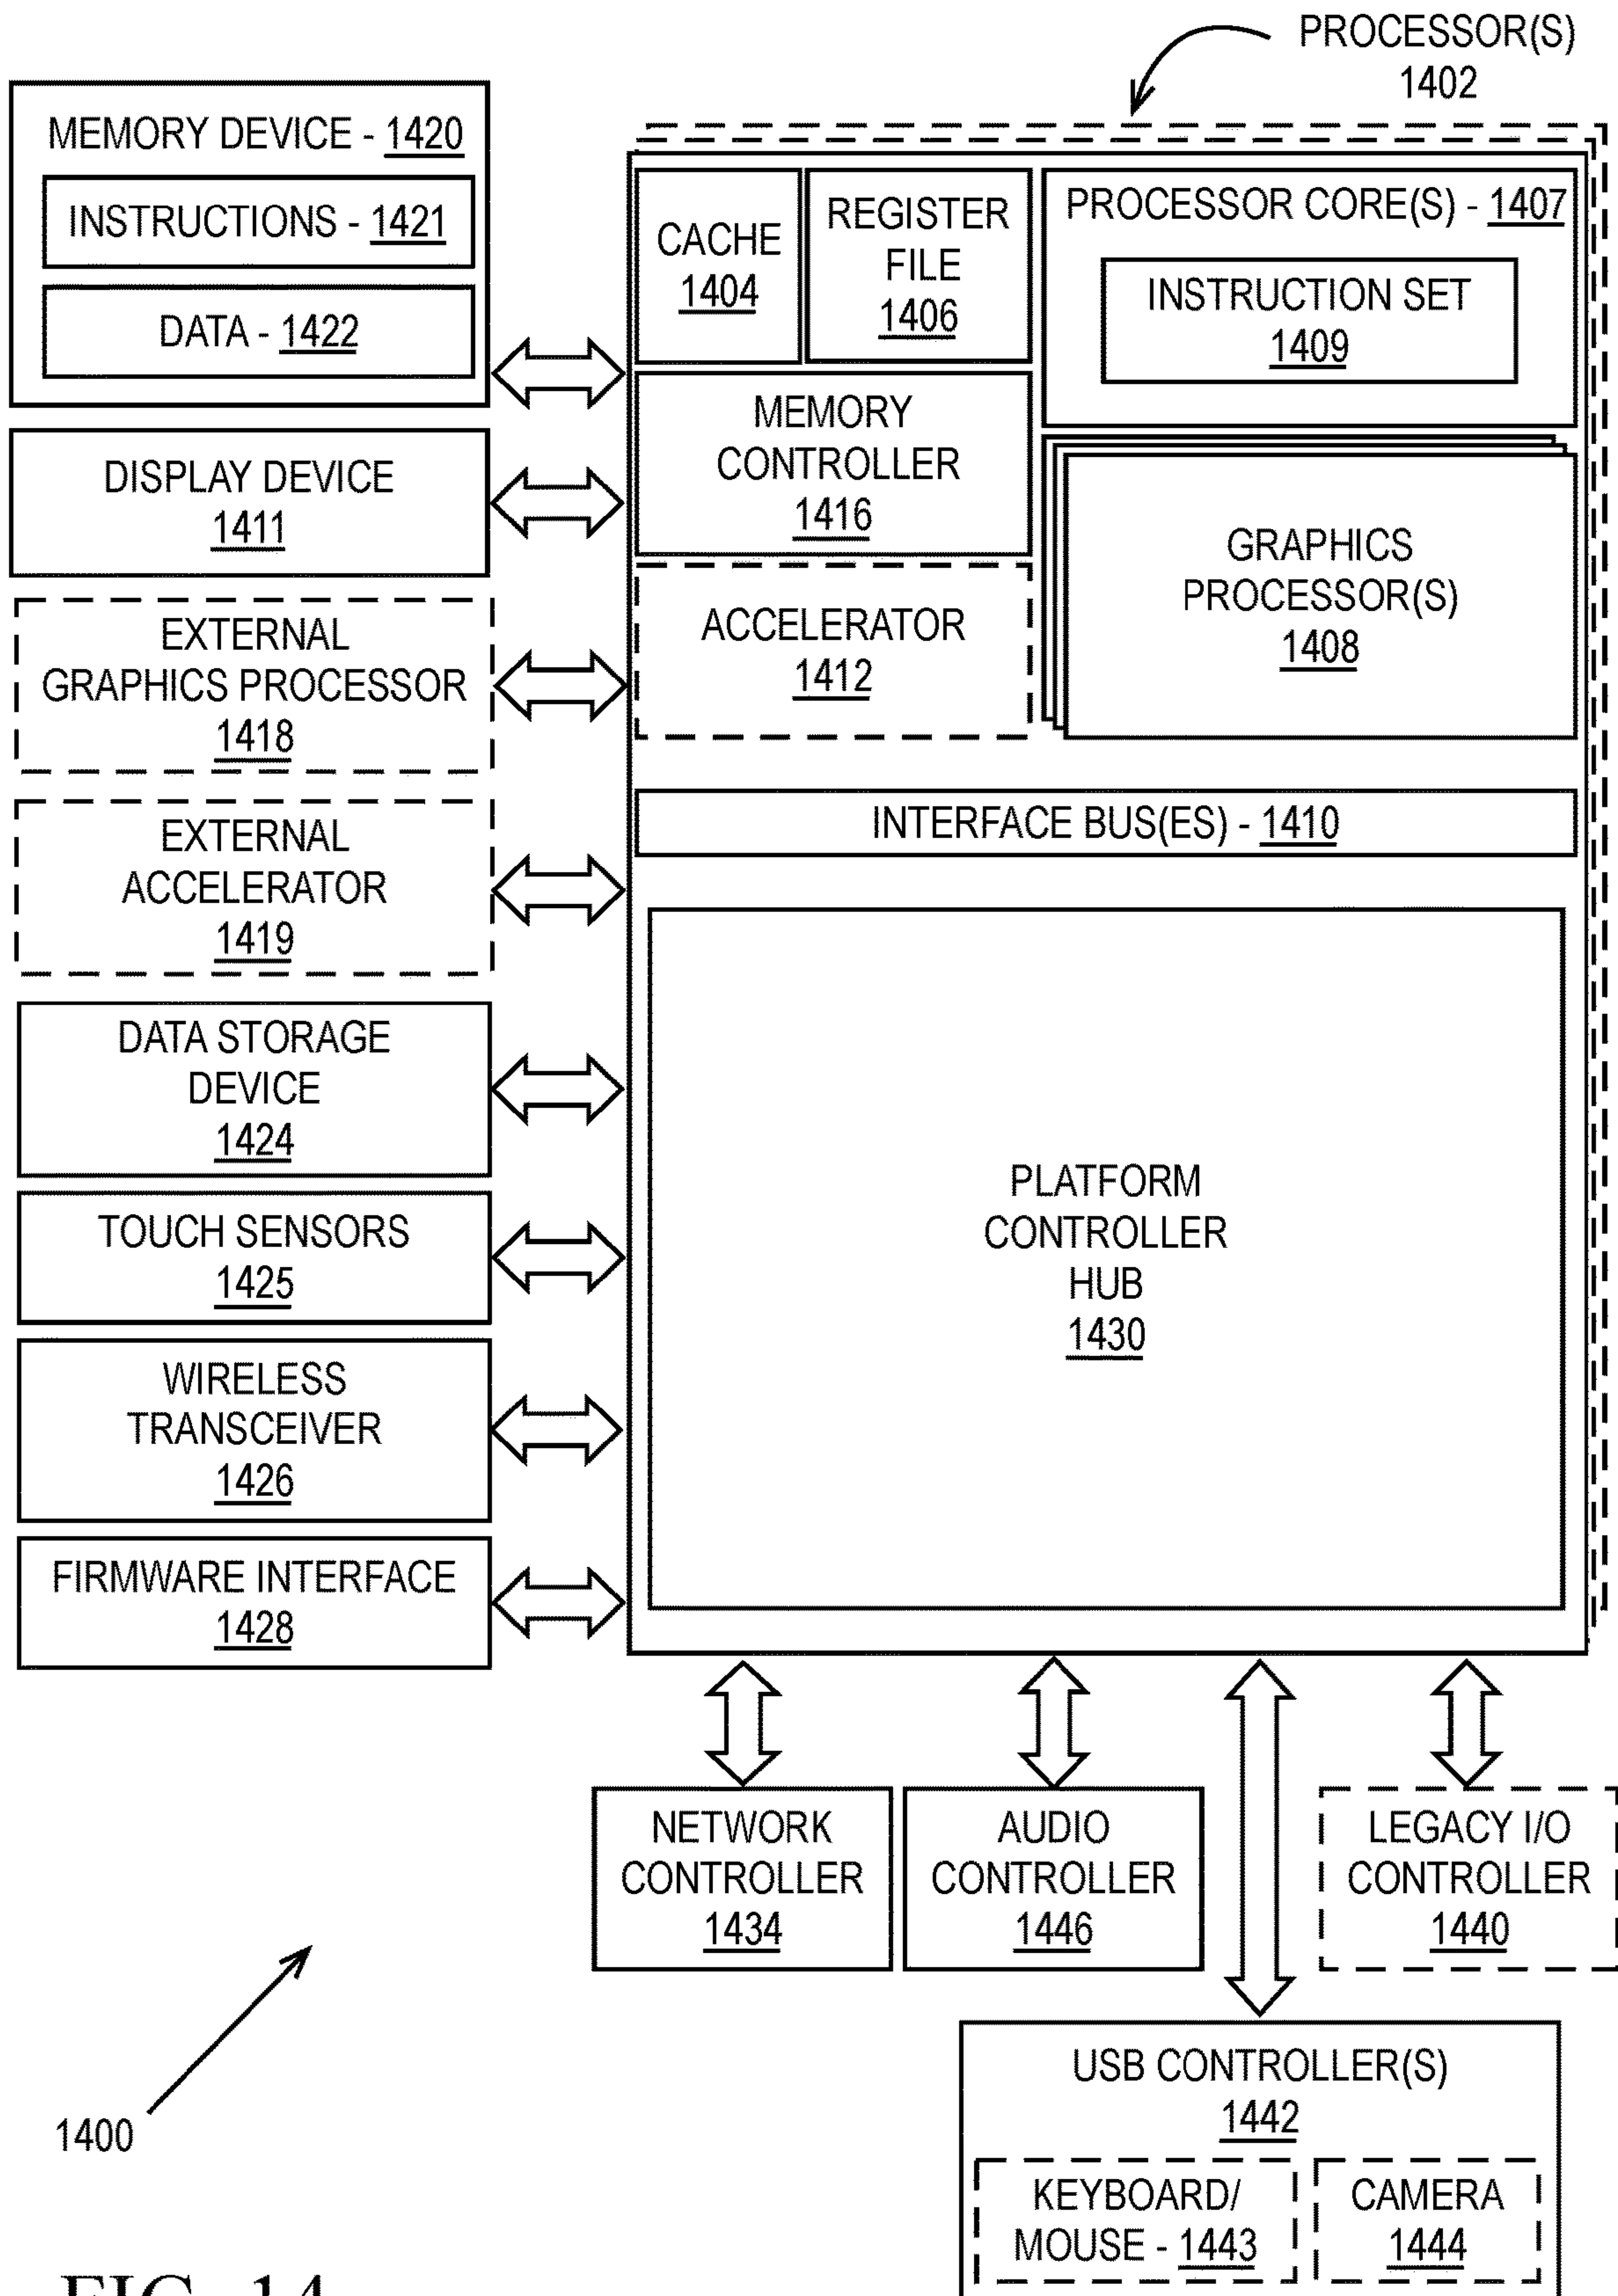 PROCESSOR(S)
1402
MEMORY DEVICE - 1420
INSTRUCTIONS - 1421
DATA - 1422
DISPLAY DEVICE
1411
EXTERNAL
GRAPHICS PROCESSOR
1418
EXTERNAL
ACCELERATOR
1419
DATA STORAGE
DEVICE
1424
TOUCH SENSORS
1425
WIRELESS
TRANSCEIVER
1426
FIRMWARE INTERFACE
1428
CACHE
1404
REGISTER
FILE
1406
PROCESSOR CORE(S) - 1407
INSTRUCTION SET
1409
MEMORY
CONTROLLER
1416
ACCELERATOR
1412
GRAPHICS
PROCESSOR(S)
1408
INTERFACE BUS(ES) - 1410
PLATFORM
CONTROLLER
HUB
1430
NETWORK
CONTROLLER
1434
AUDIO
CONTROLLER
1446
LEGACY I/O
CONTROLLER
1440
USB CONTROLLER(S)
1442
KEYBOARD/
MOUSE - 1443
CAMERA
1444
1400
FIG. 14